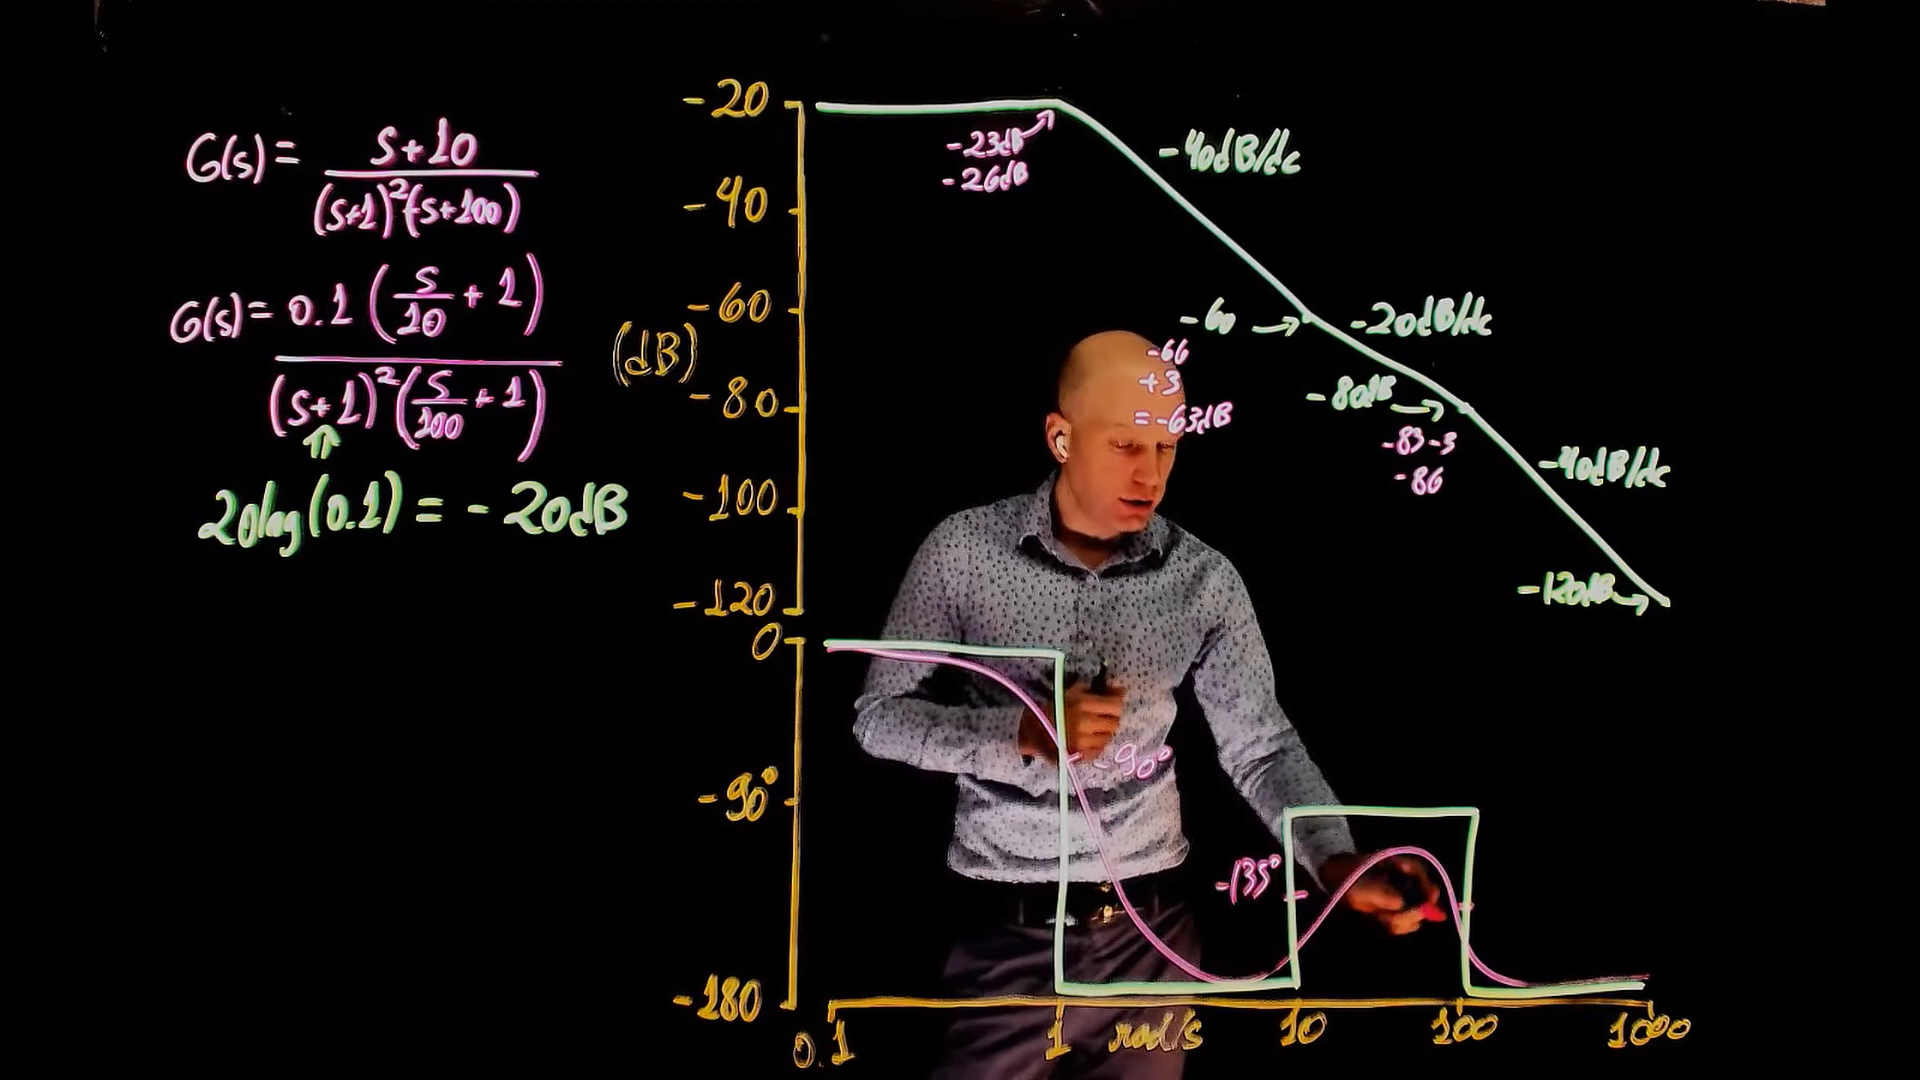 G(s) = s+10
(s+1)²(s+100)
G(s) = 0.1 (s/10 + 1)
(s+1)² (s/100 + 1)
⇑
20log(0.1) = -20dB
(dB)
-20
-40
-60
-80
-100
-120
0
-90°
-180
-23dB
-26dB
-40dB/dc
-60
-20dB/dc
-66
+3
= -63dB
-80dB
-83-3
-86
-40dB/dc
-120dB
-90°
-135°
0.1 1 rad/s 10 100 1000